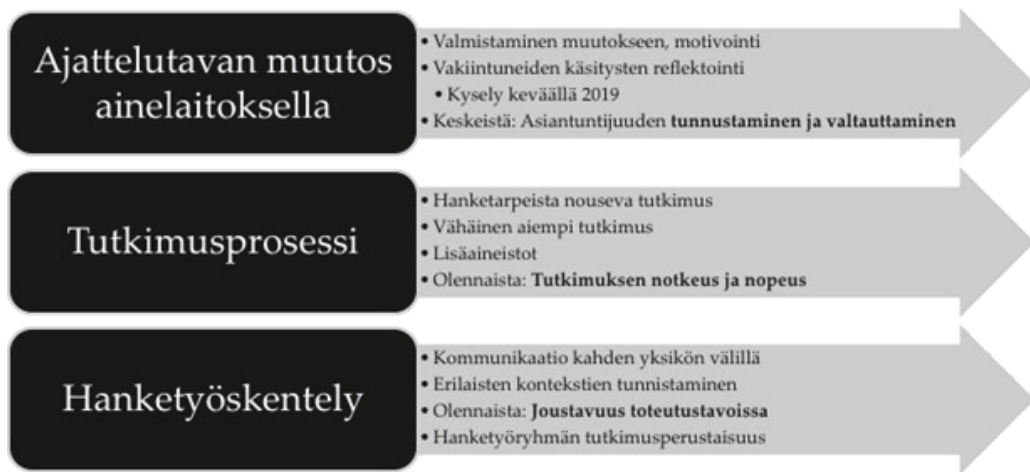 Ajattelutavan muutos
ainelaitoksella
• Valmistaminen muutokseen, motivointi
• Vakiintuneiden käsitysten reflektointi
• Kysely keväällä 2019
• Keskeistä: Asiantuntijuuden tunnustaminen ja valtauttaminen
Tutkimusprosessi
• Hanketarpeista nouseva tutkimus
• Vähäinen aiempi tutkimus
• Lisäaineistot
• Olennaista: Tutkimuksen notkeus ja nopeus
Hanketyöskentely
• Kommunikaatio kahden yksikön välillä
• Erilaisten kontekstien tunnistaminen
• Olennaista: Joustavuus toteutustavoissa
• Hanketyöryhmän tutkimusperustaisuus